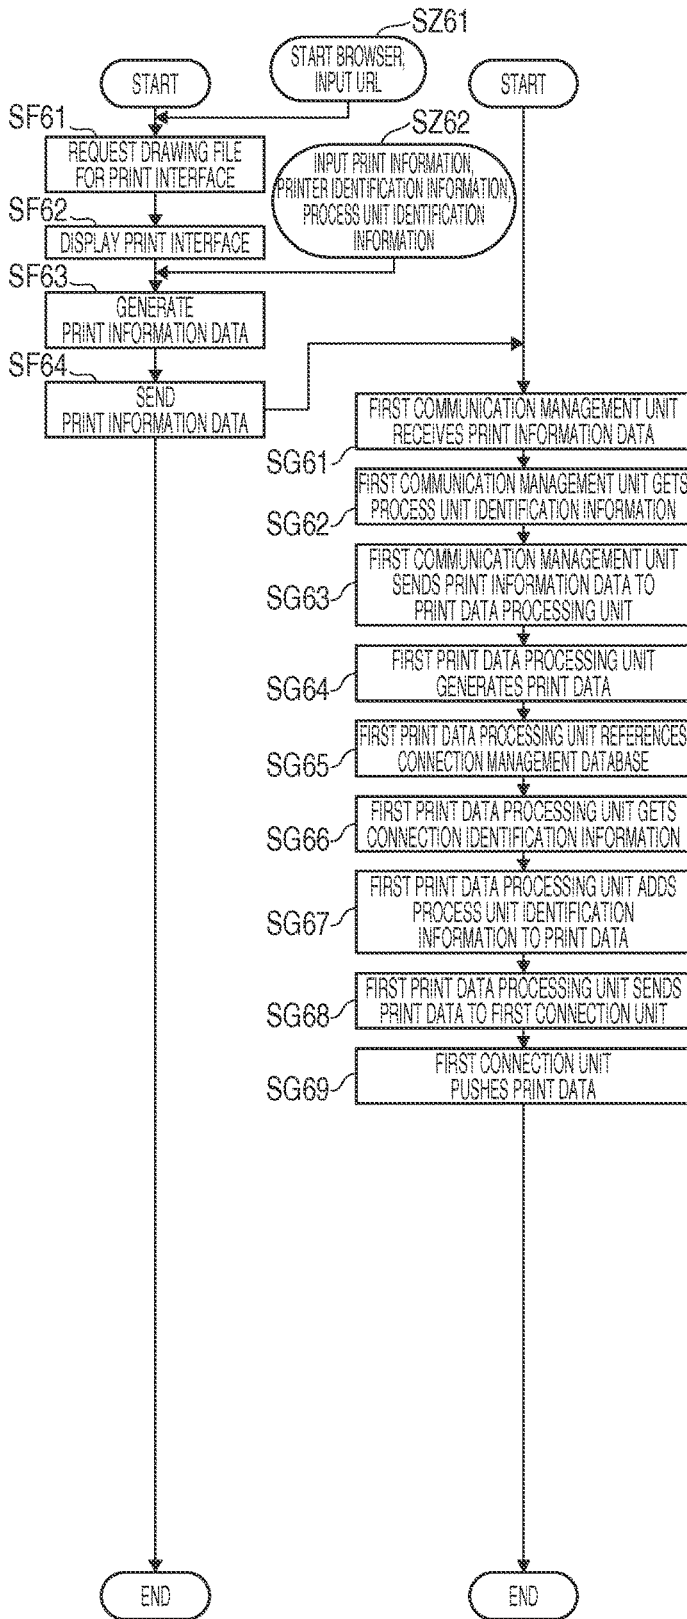 SZ61
START BROWSER,
INPUT URL
START
START
SF61
REQUEST DRAWING FILE
FOR PRINT INTERFACE
SZ62
INPUT PRINT INFORMATION,
PRINTER IDENTIFICATION INFORMATION,
PROCESS UNIT IDENTIFICATION
INFORMATION
SF62
DISPLAY PRINT INTERFACE
SF63
GENERATE
PRINT INFORMATION DATA
SF64
SEND
PRINT INFORMATION DATA
FIRST COMMUNICATION MANAGEMENT UNIT
RECEIVES PRINT INFORMATION DATA
SG61
FIRST COMMUNICATION MANAGEMENT UNIT GETS
PROCESS UNIT IDENTIFICATION INFORMATION
SG62
FIRST COMMUNICATION MANAGEMENT UNIT
SENDS PRINT INFORMATION DATA TO
PRINT DATA PROCESSING UNIT
SG63
FIRST PRINT DATA PROCESSING UNIT
GENERATES PRINT DATA
SG64
FIRST PRINT DATA PROCESSING UNIT REFERENCES
CONNECTION MANAGEMENT DATABASE
SG65
FIRST PRINT DATA PROCESSING UNIT GETS
CONNECTION IDENTIFICATION INFORMATION
SG66
FIRST PRINT DATA PROCESSING UNIT ADDS
PROCESS UNIT IDENTIFICATION
INFORMATION TO PRINT DATA
SG67
FIRST PRINT DATA PROCESSING UNIT SENDS
PRINT DATA TO FIRST CONNECTION UNIT
SG68
FIRST CONNECTION UNIT
PUSHES PRINT DATA
SG69
END
END